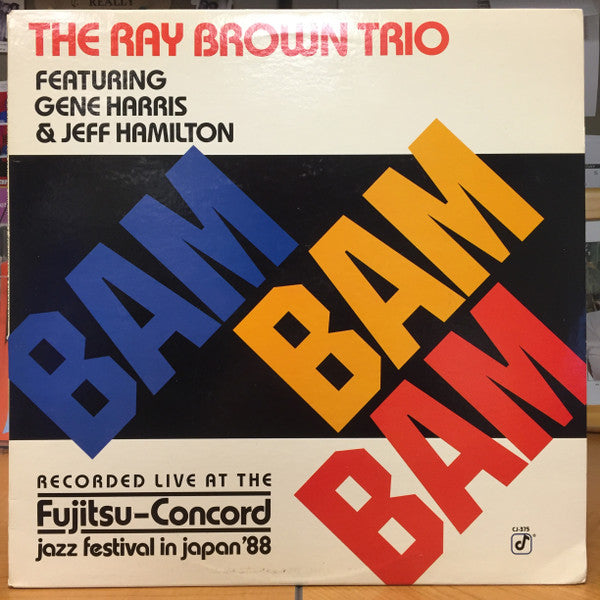 THE RAY BROWN TRIO
FEATURING
GENE HARRIS
& JEFF HAMILTON
BAM
BAM
BAM
RECORDED LIVE AT THE
Fujitsu-Concord
jazz festival in japan '88
CJ-375
REALLY